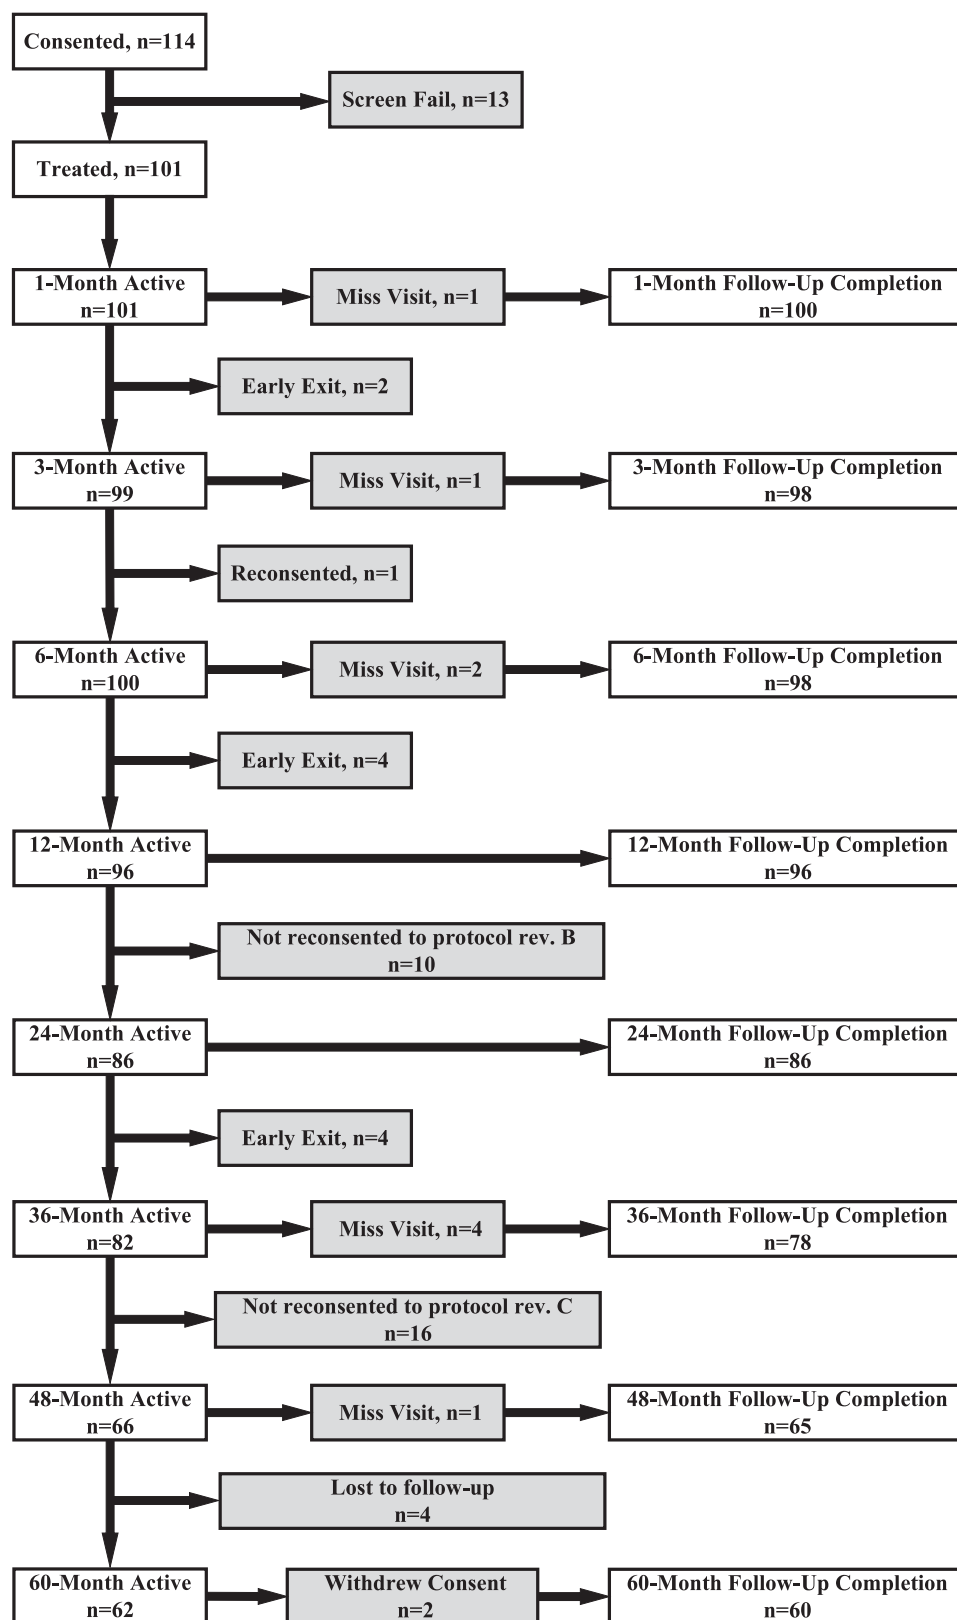 Consented, n=114
Screen Fail, n=13
Treated, n=101
1-Month Active
n=101
Miss Visit, n=1
1-Month Follow-Up Completion
n=100
Early Exit, n=2
3-Month Active
n=99
Miss Visit, n=1
3-Month Follow-Up Completion
n=98
Reconsented, n=1
6-Month Active
n=100
Miss Visit, n=2
6-Month Follow-Up Completion
n=98
Early Exit, n=4
12-Month Active
n=96
12-Month Follow-Up Completion
n=96
Not reconsented to protocol rev. B
n=10
24-Month Active
n=86
24-Month Follow-Up Completion
n=86
Early Exit, n=4
36-Month Active
n=82
Miss Visit, n=4
36-Month Follow-Up Completion
n=78
Not reconsented to protocol rev. C
n=16
48-Month Active
n=66
Miss Visit, n=1
48-Month Follow-Up Completion
n=65
Lost to follow-up
n=4
60-Month Active
n=62
Withdrew Consent
n=2
60-Month Follow-Up Completion
n=60